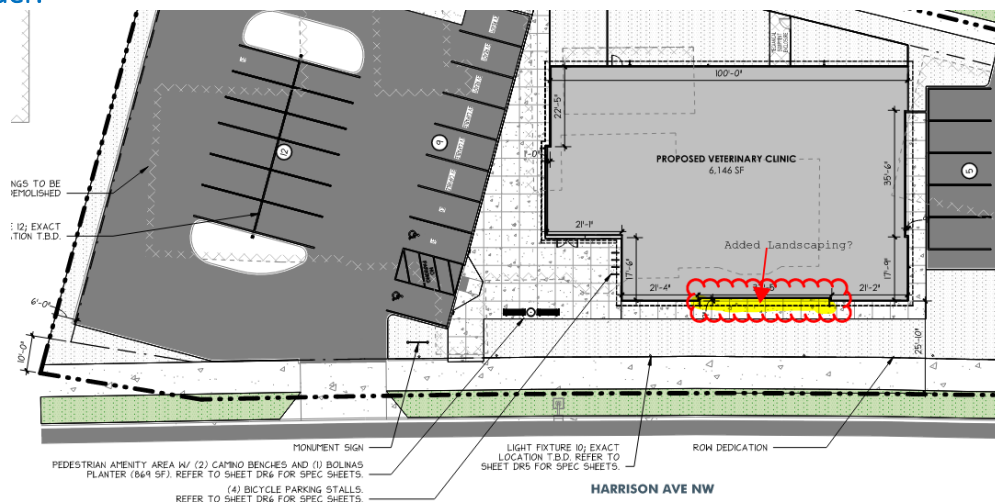 100'-0"
22'-5"
1'-0"
PROPOSED VETERINARY CLINIC
6,146 SF
35'-6"
5
9
12
NGS TO BE
DEMOLISHED
E 12; EXACT
TION T.B.D.
21'-1"
17'-6"
Added Landscaping?
17'-9"
21'-4"
21'-2"
NO
PARKING
6'-0"
10'-0"
25'-10"
MONUMENT SIGN
LIGHT FIXTURE 10; EXACT
LOCATION T.B.D. REFER TO
SHEET DR5 FOR SPEC SHEETS.
ROW DEDICATION
PEDESTRIAN AMENITY AREA W/ (2) CAMINO BENCHES AND (1) BOLINAS
PLANTER (869 SF). REFER TO SHEET DR6 FOR SPEC SHEETS.
(4) BICYCLE PARKING STALLS.
REFER TO SHEET DR6 FOR SPEC SHEETS.
HARRISON AVE NW